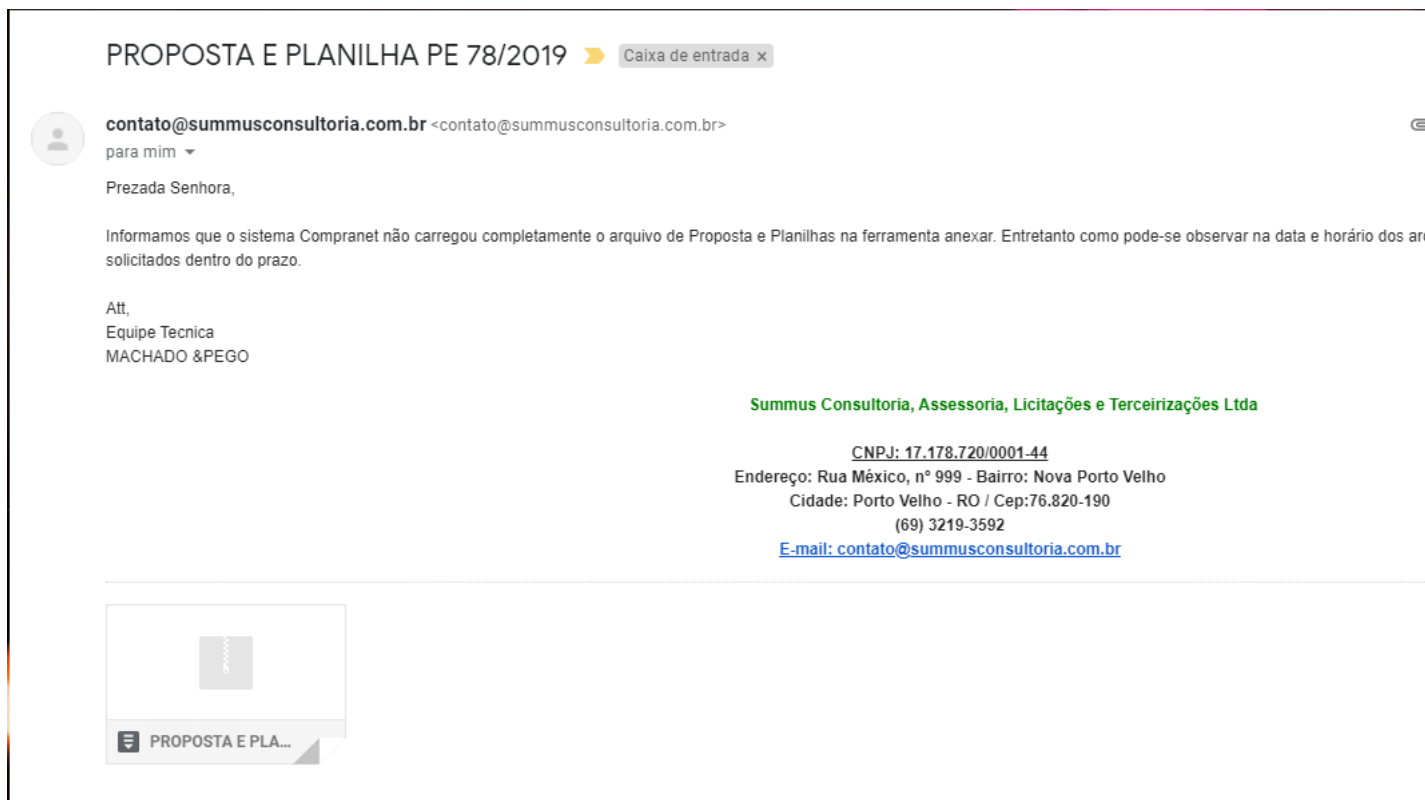 PROPOSTA E PLANILHA PE 78/2019 Caixa de entrada x
contato@summusconsultoria.com.br <contato@summusconsultoria.com.br>
para mim
Prezada Senhora,
Informamos que o sistema Compranet não carregou completamente o arquivo de Proposta e Planilhas na ferramenta anexar. Entretanto como pode-se observar na data e horário dos
solicitados dentro do prazo.
Att,
Equipe Tecnica
MACHADO &PEGO
Summus Consultoria, Assessoria, Licitações e Terceirizações Ltda
CNPJ: 17.178.720/0001-44
Endereço: Rua México, nº 999 - Bairro: Nova Porto Velho
Cidade: Porto Velho - RO / Cep:76.820-190
(69) 3219-3592
E-mail: contato@summusconsultoria.com.br
PROPOSTA E PLA...